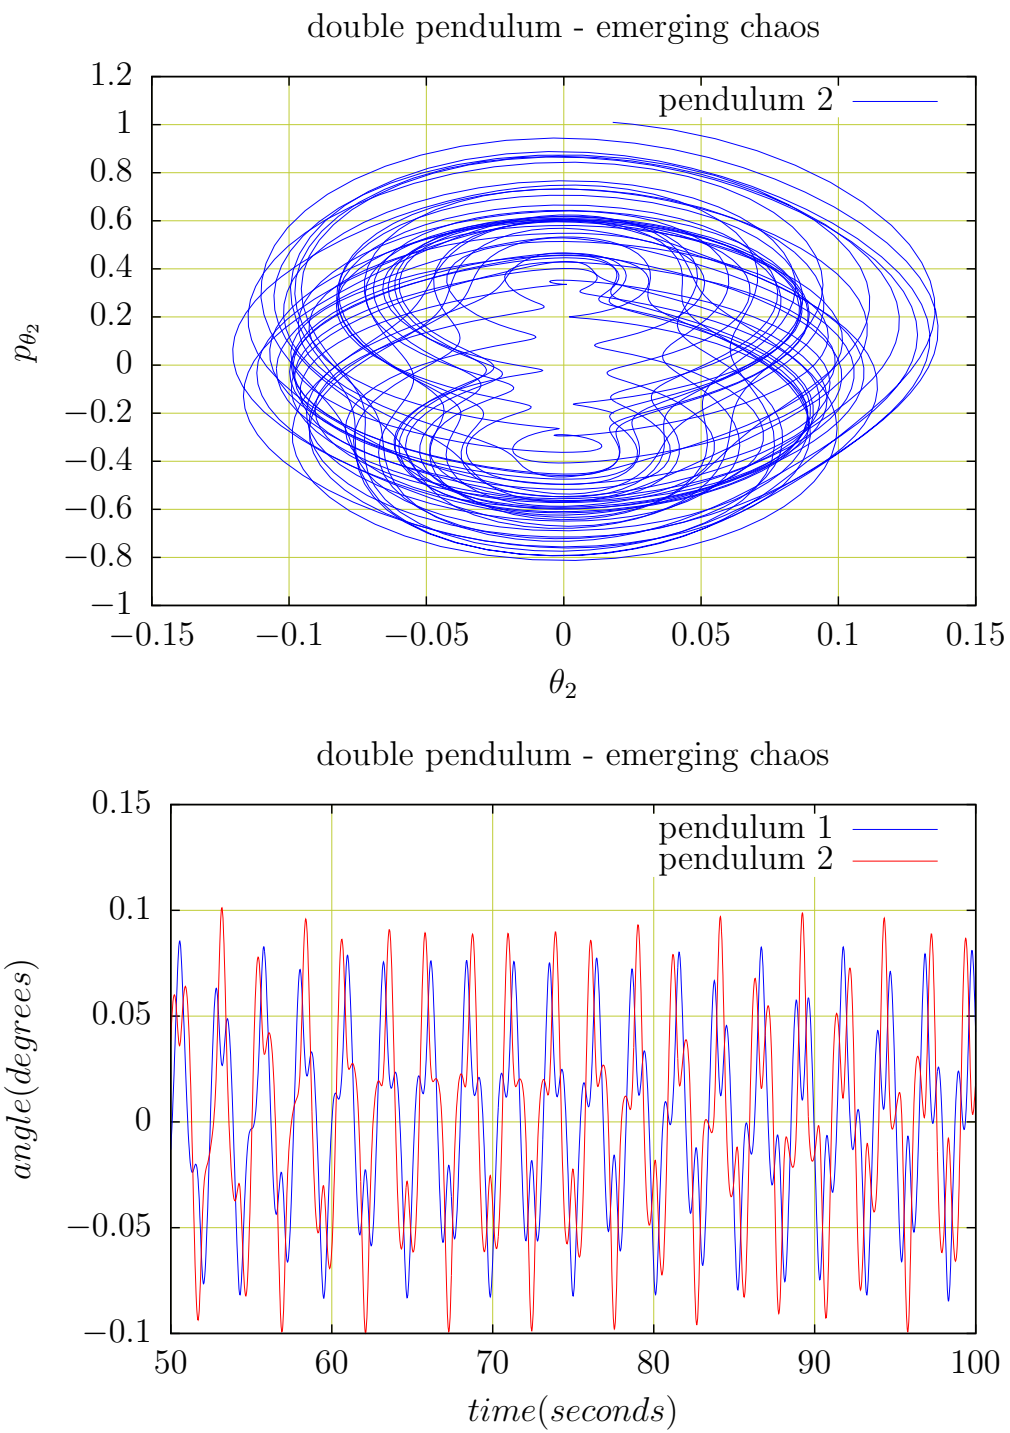 double pendulum - emerging chaos
pendulum 2
1.2
1
0.8
0.6
0.4
0.2
0
−0.2
−0.4
−0.6
−0.8
−1
p_θ₂
−0.15 −0.1 −0.05 0 0.05 0.1 0.15
θ₂
double pendulum - emerging chaos
pendulum 1
pendulum 2
0.15
0.1
0.05
0
−0.05
−0.1
angle(degrees)
50 60 70 80 90 100
time(seconds)